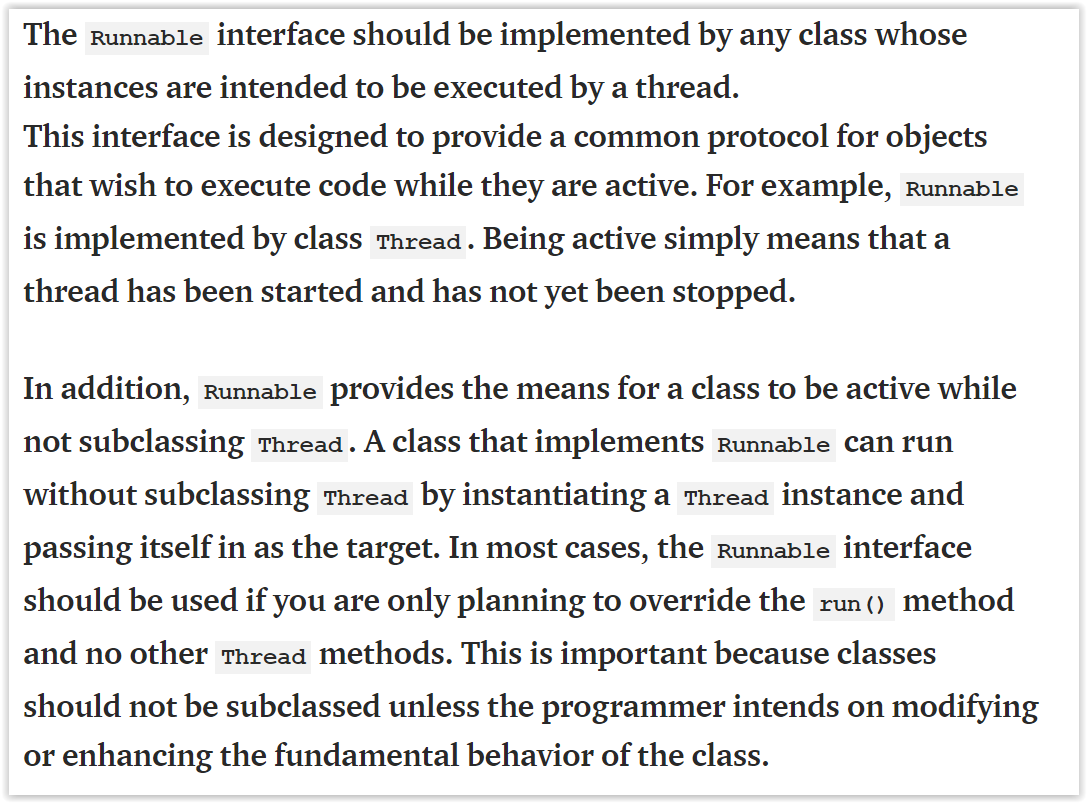 The Runnable interface should be implemented by any class whose
instances are intended to be executed by a thread.
This interface is designed to provide a common protocol for objects
that wish to execute code while they are active. For example, Runnable
is implemented by class Thread. Being active simply means that a
thread has been started and has not yet been stopped.
In addition, Runnable provides the means for a class to be active while
not subclassing Thread. A class that implements Runnable can run
without subclassing Thread by instantiating a Thread instance and
passing itself in as the target. In most cases, the Runnable interface
should be used if you are only planning to override the run() method
and no other Thread methods. This is important because classes
should not be subclassed unless the programmer intends on modifying
or enhancing the fundamental behavior of the class.